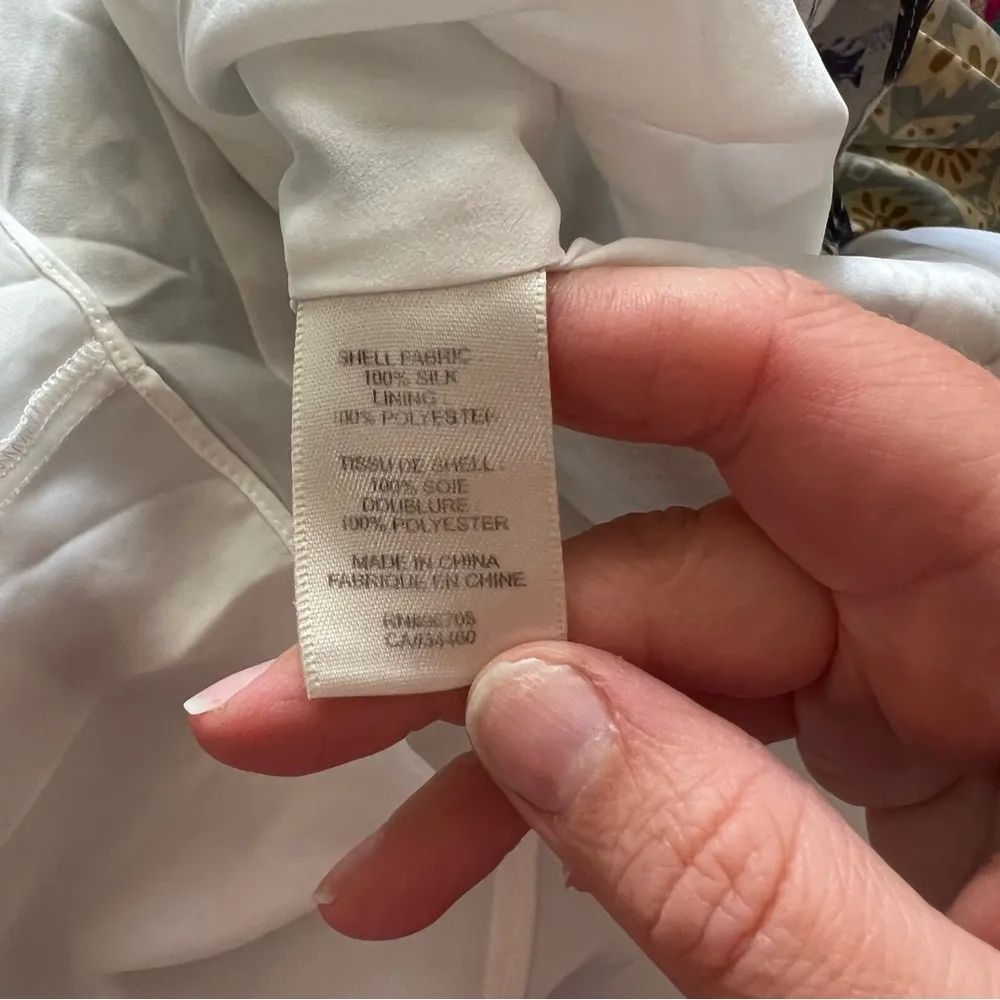 SHELL FABRIC
100% SILK
LINING
100% POLYESTER
TISSU DE SHELL :
100% SOIE
DOUBLURE
100% POLYESTER
MADE IN CHINA
FABRIQUE EN CHINE